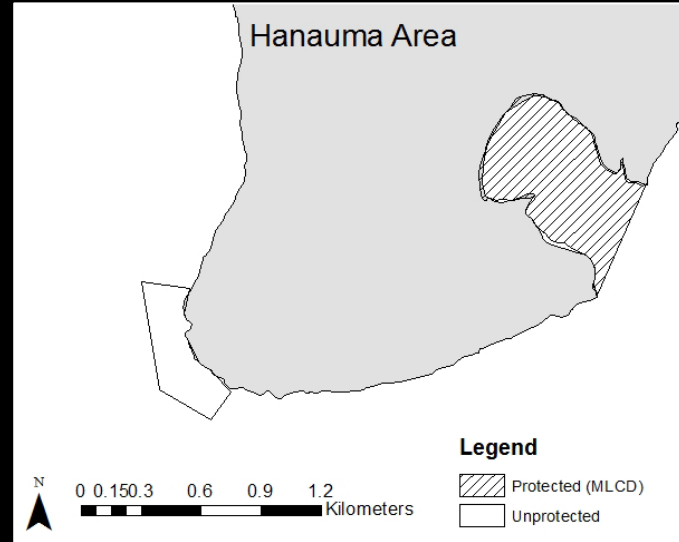 Hanauma Area
Legend
Protected (MLCD)
Unprotected
N
0 0.150.3 0.6 0.9 1.2
Kilometers